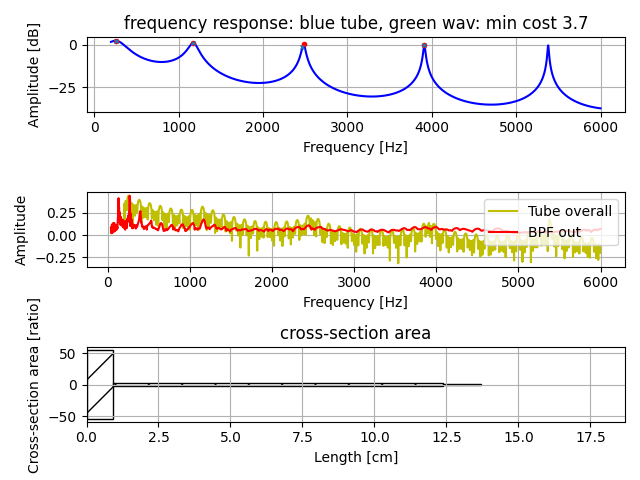 frequency response: blue tube, green wav: min cost 3.7
Amplitude [dB]
0
−25
0 1000 2000 3000 4000 5000 6000
Frequency [Hz]
Amplitude
0.25
0.00
−0.25
Tube overall
BPF out
0 1000 2000 3000 4000 5000 6000
Frequency [Hz]
cross-section area
Cross-section area [ratio]
50
0
−50
0.0 2.5 5.0 7.5 10.0 12.5 15.0 17.5
Length [cm]